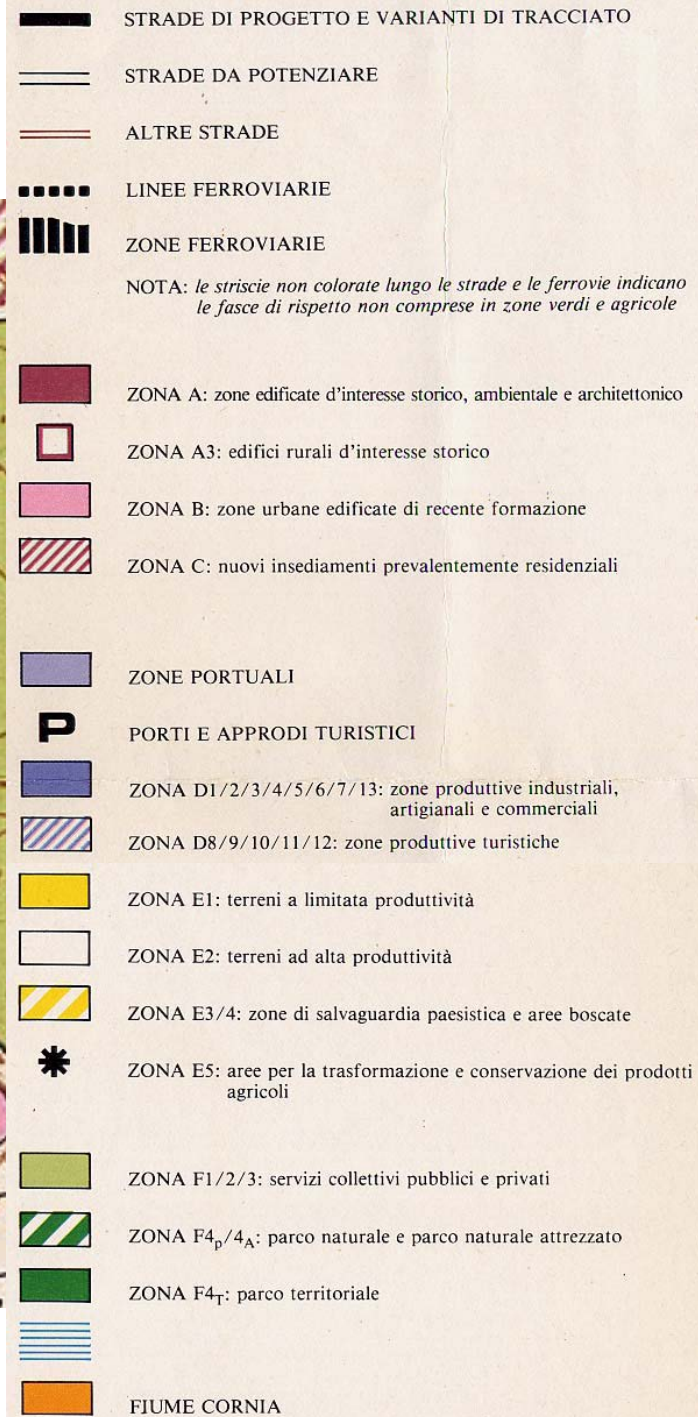 STRADE DI PROGETTO E VARIANTI DI TRACCIATO
STRADE DA POTENZIARE
ALTRE STRADE
LINEE FERROVIARIE
ZONE FERROVIARIE
NOTA: le striscie non colorate lungo le strade e le ferrovie indicano
le fasce di rispetto non comprese in zone verdi e agricole
ZONA A: zone edificate d'interesse storico, ambientale e architettonico
ZONA A3: edifici rurali d'interesse storico
ZONA B: zone urbane edificate di recente formazione
ZONA C: nuovi insediamenti prevalentemente residenziali
ZONE PORTUALI
P PORTI E APPRODI TURISTICI
ZONA D1/2/3/4/5/6/7/13: zone produttive industriali,
artigianali e commerciali
ZONA D8/9/10/11/12: zone produttive turistiche
ZONA E1: terreni a limitata produttività
ZONA E2: terreni ad alta produttività
ZONA E3/4: zone di salvaguardia paesistica e aree boscate
ZONA E5: aree per la trasformazione e conservazione dei prodotti
agricoli
ZONA F1/2/3: servizi collettivi pubblici e privati
ZONA F4p/4A: parco naturale e parco naturale attrezzato
ZONA F4T: parco territoriale
FIUME CORNIA